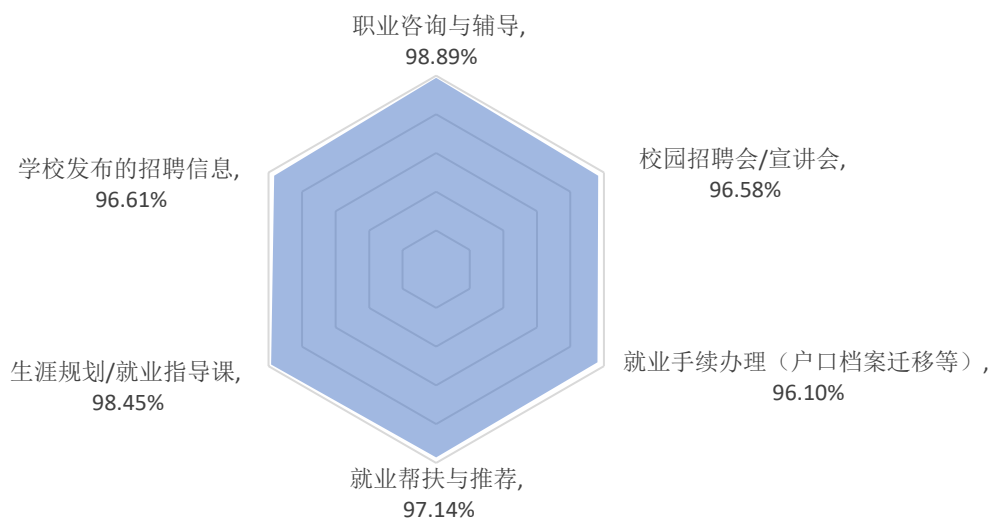 职业咨询与辅导,
98.89%
校园招聘会/宣讲会,
96.58%
就业手续办理（户口档案迁移等）,
96.10%
就业帮扶与推荐,
97.14%
生涯规划/就业指导课,
98.45%
学校发布的招聘信息,
96.61%